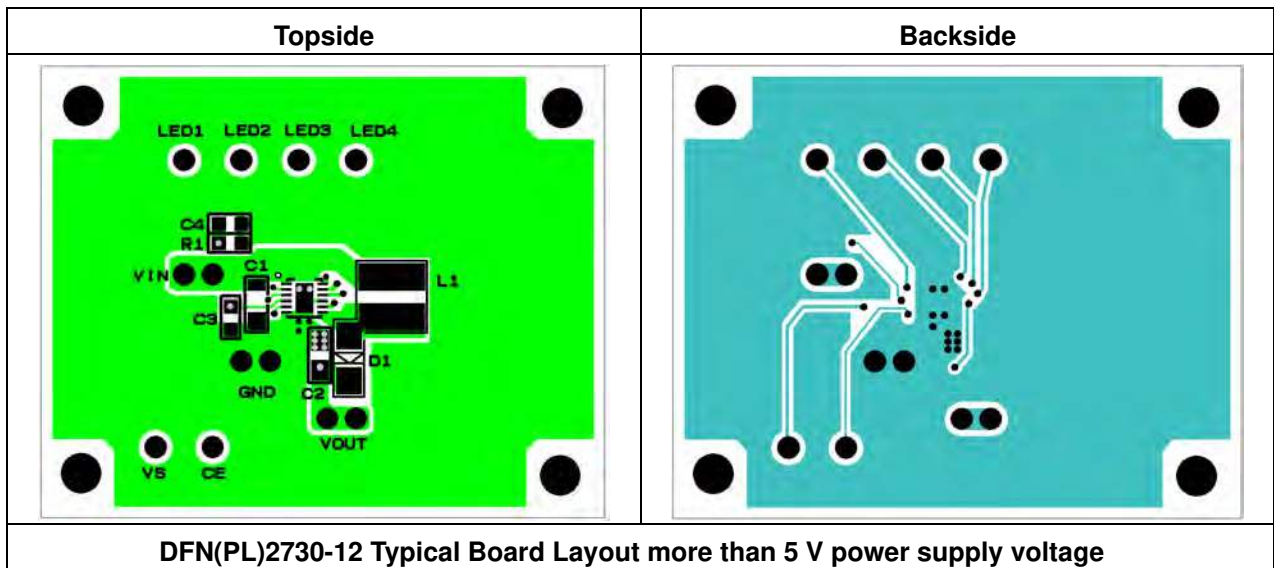 Topside
Backside
LED1 LED2 LED3 LED4
C4
R1
VIN
C1
L1
C3
D1
C2
GND
VOUT
VS CE
DFN(PL)2730-12 Typical Board Layout more than 5 V power supply voltage